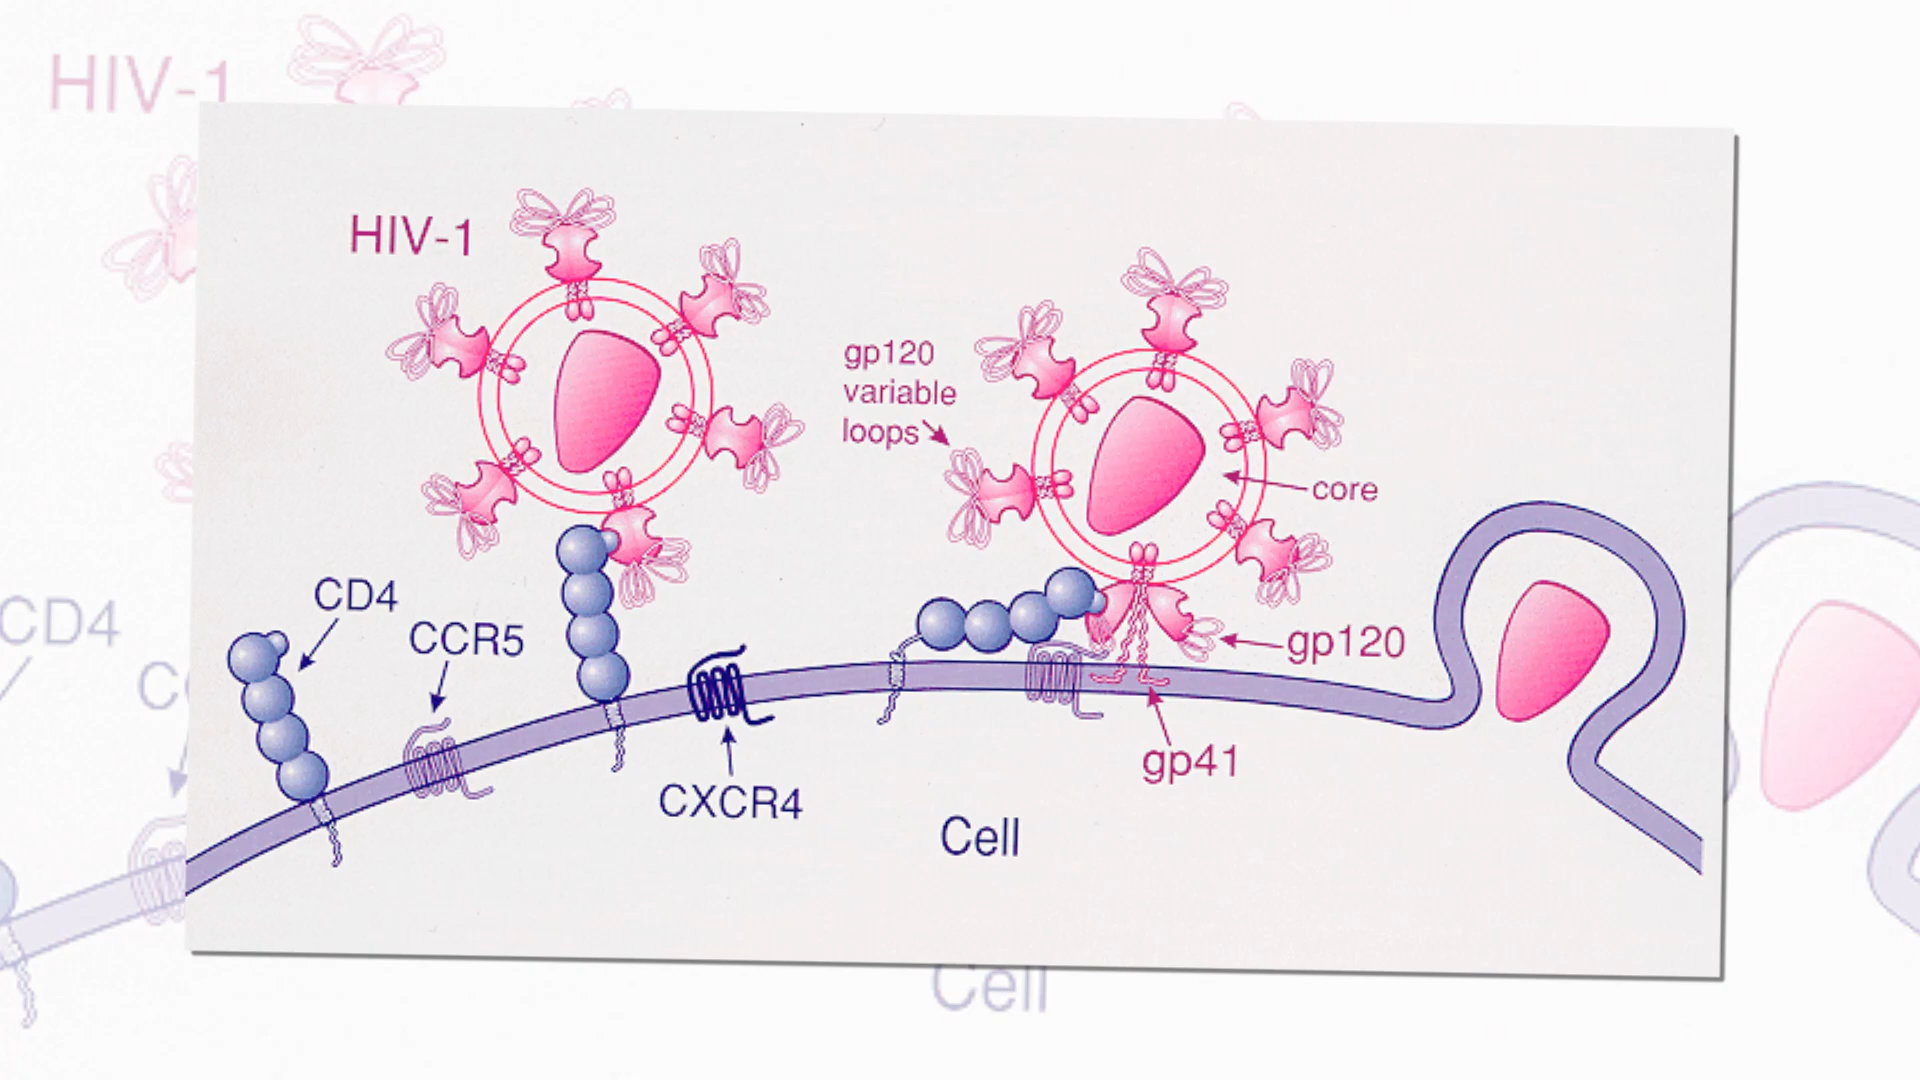 HIV-1
HIV-1
gp120
variable
loops
core
CD4
CD4
CCR5
gp120
gp41
CXCR4
Cell
Cell